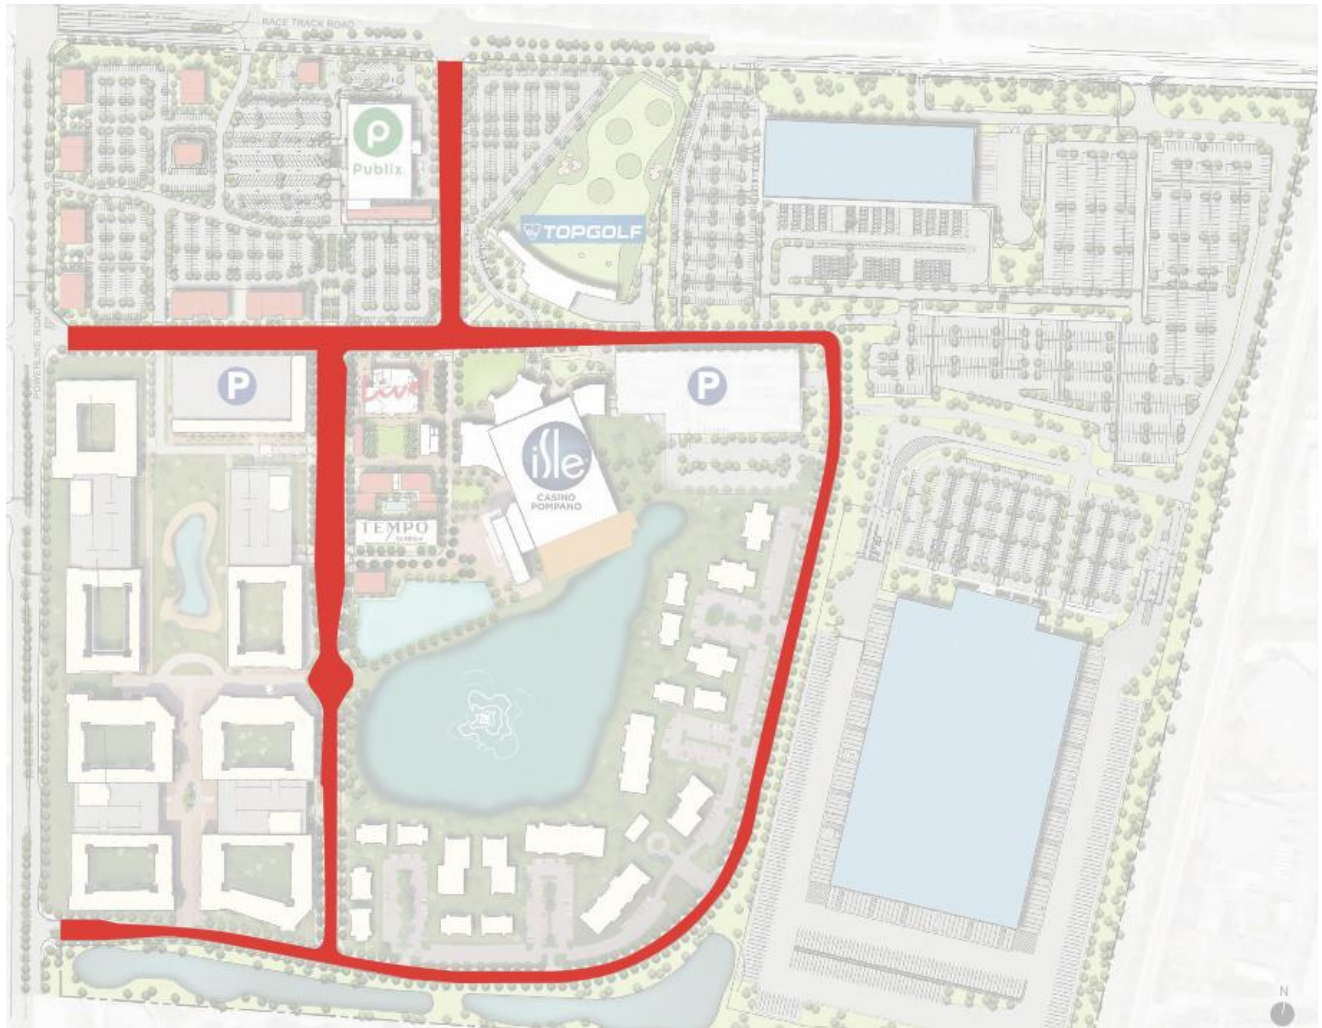 RACE TRACK ROAD
P
Publix
TOPGOLF
POWERLINE ROAD
P
Live!
P
isle
CASINO
POMPANO
TEMPO
N